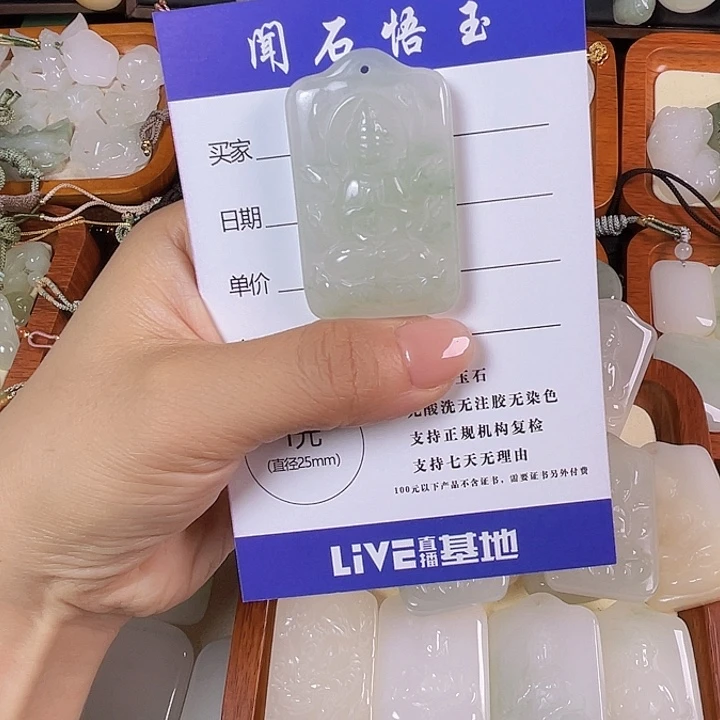 闻石悟玉
买家
日期
单价
玉石
无酸洗无注胶无染色
1元
(直径25mm)
支持正规机构复检
支持七天无理由
100元以下产品不含证书，需要证书另外付费
LiVE直播基地